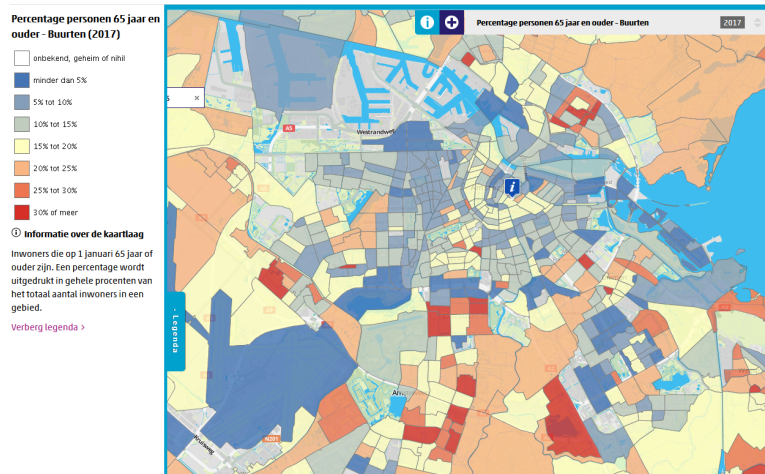 Percentage personen 65 jaar en
ouder - Buurten (2017)
onbekend, geheim of nihil
minder dan 5%
5% tot 10%
10% tot 15%
15% tot 20%
20% tot 25%
25% tot 30%
30% of meer
Informatie over de kaartlaag
Inwoners die op 1 januari 65 jaar of
ouder zijn. Een percentage wordt
uitgedrukt in gehele procenten van
het totaal aantal inwoners in een
gebied.
Verberg legenda >
Percentage personen 65 jaar en ouder - Buurten
2017
×
A5
Westrandweg
- Legenda
N201
Kruisweg